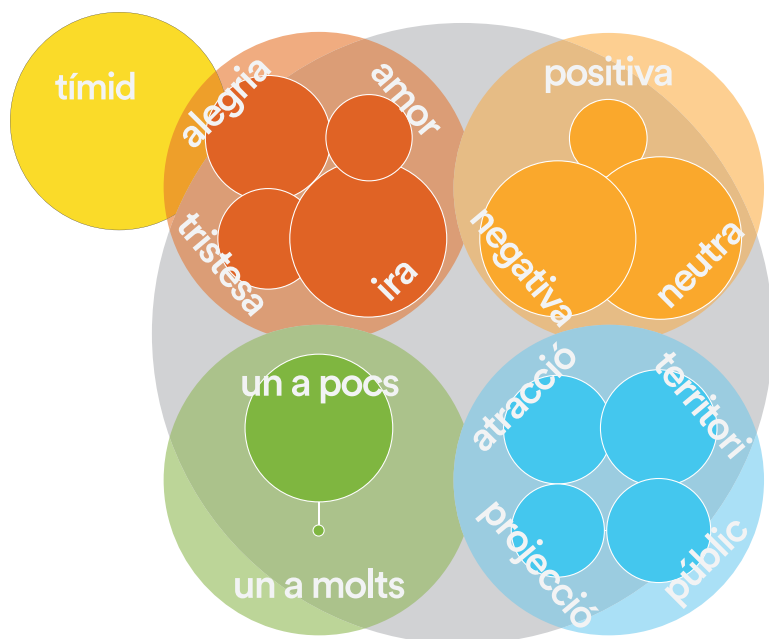 tímid
alegria
amor
tristesa
ira
positiva
negativa
neutra
un a pocs
un a molts
atracció
territori
projecció
públic